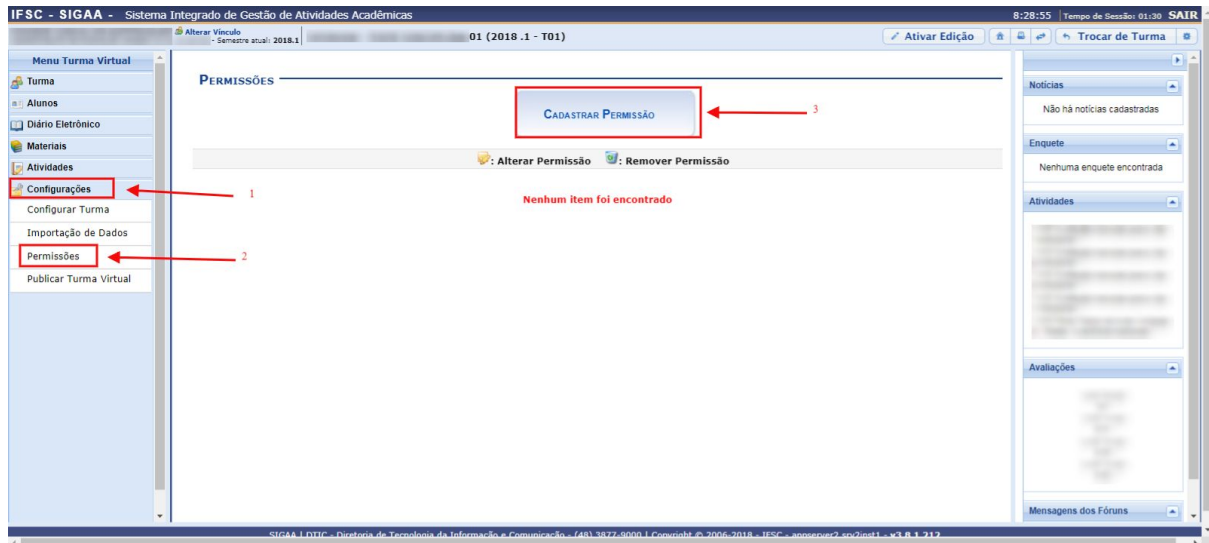 IFSC - SIGAA - Sistema Integrado de Gestão de Atividades Acadêmicas
8:28:55 Tempo de Sessão: 01:30 SAIR
Alterar Vínculo
- Semestre atual: 2018.1
01 (2018 .1 - T01)
Ativar Edição
Trocar de Turma
Menu Turma Virtual
Turma
Alunos
Diário Eletrônico
Materiais
Atividades
Configurações
1
Configurar Turma
Importação de Dados
Permissões
2
Publicar Turma Virtual
Permissões
Cadastrar Permissão
3
: Alterar Permissão : Remover Permissão
Nenhum item foi encontrado
Notícias
Não há notícias cadastradas
Enquete
Nenhuma enquete encontrada
Atividades
Avaliações
Mensagens dos Fóruns
SIGAA | DTIC - Diretoria de Tecnologia da Informação e Comunicação - (48) 3877-9000 | Copyright © 2006-2018 - IFSC - appserver2.srv2inst1 - v3.8.1.212